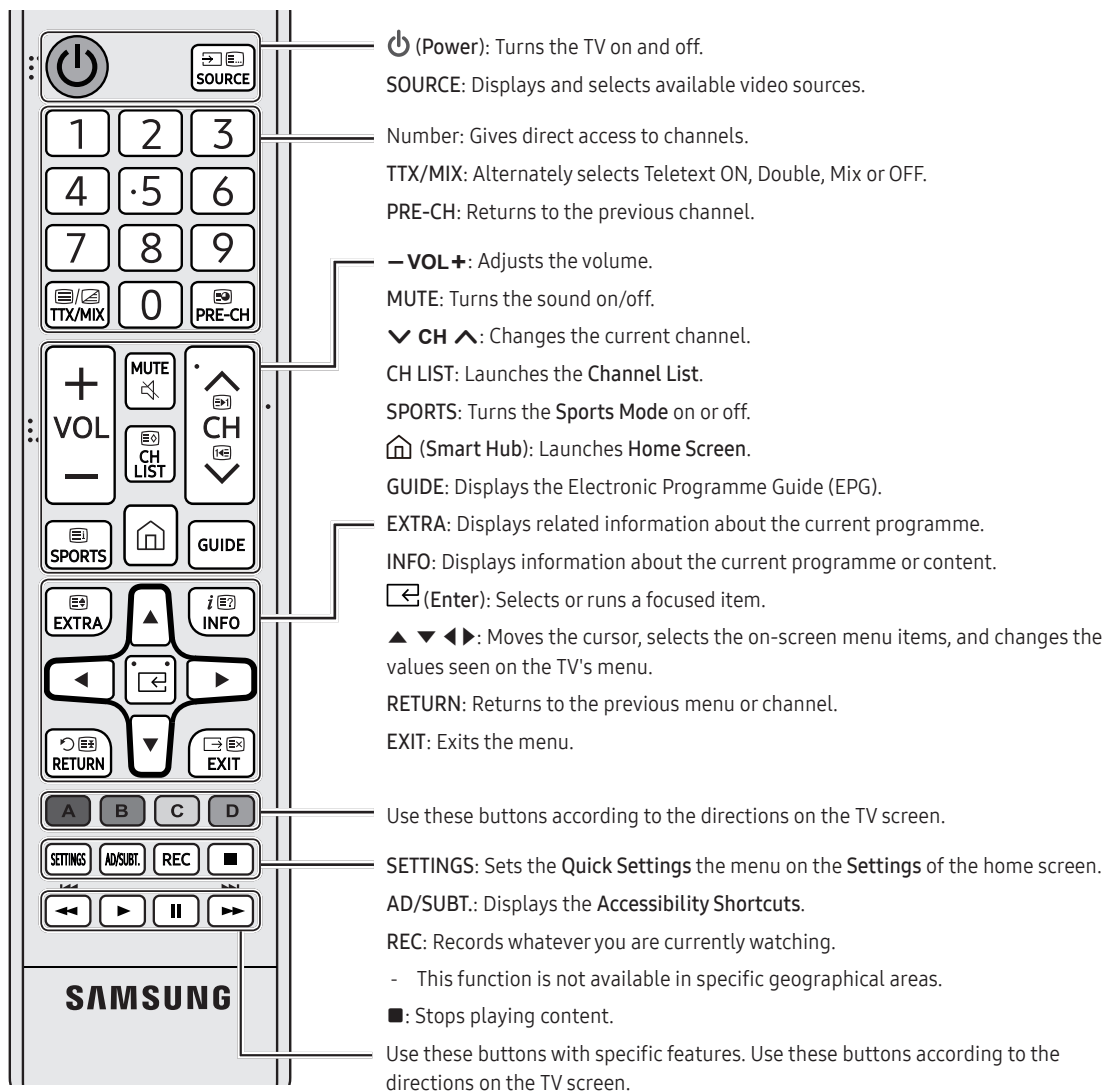 SOURCE
1 2 3
4 ·5 6
7 8 9
TTX/MIX 0 PRE-CH
+ VOL −
MUTE
CH LIST
CH
SPORTS
GUIDE
EXTRA
i INFO
RETURN
EXIT
A B C D
SETTINGS AD/SUBT. REC
SAMSUNG
(Power): Turns the TV on and off.
SOURCE: Displays and selects available video sources.
Number: Gives direct access to channels.
TTX/MIX: Alternately selects Teletext ON, Double, Mix or OFF.
PRE-CH: Returns to the previous channel.
− VOL +: Adjusts the volume.
MUTE: Turns the sound on/off.
CH : Changes the current channel.
CH LIST: Launches the Channel List.
SPORTS: Turns the Sports Mode on or off.
(Smart Hub): Launches Home Screen.
GUIDE: Displays the Electronic Programme Guide (EPG).
EXTRA: Displays related information about the current programme.
INFO: Displays information about the current programme or content.
(Enter): Selects or runs a focused item.
▲ ▼ ◀ ▶: Moves the cursor, selects the on-screen menu items, and changes the
values seen on the TV's menu.
RETURN: Returns to the previous menu or channel.
EXIT: Exits the menu.
Use these buttons according to the directions on the TV screen.
SETTINGS: Sets the Quick Settings the menu on the Settings of the home screen.
AD/SUBT.: Displays the Accessibility Shortcuts.
REC: Records whatever you are currently watching.
- This function is not available in specific geographical areas.
■: Stops playing content.
Use these buttons with specific features. Use these buttons according to the
directions on the TV screen.